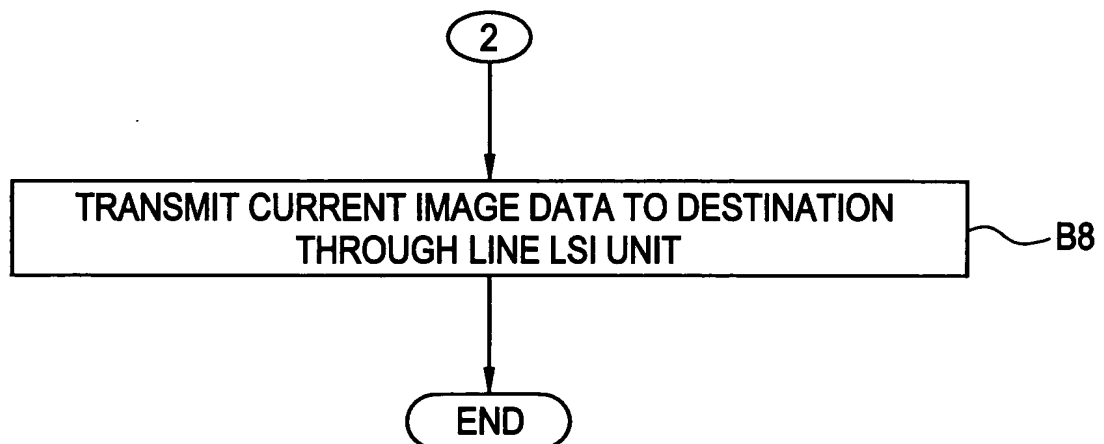 2
TRANSMIT CURRENT IMAGE DATA TO DESTINATION
THROUGH LINE LSI UNIT
B8
END